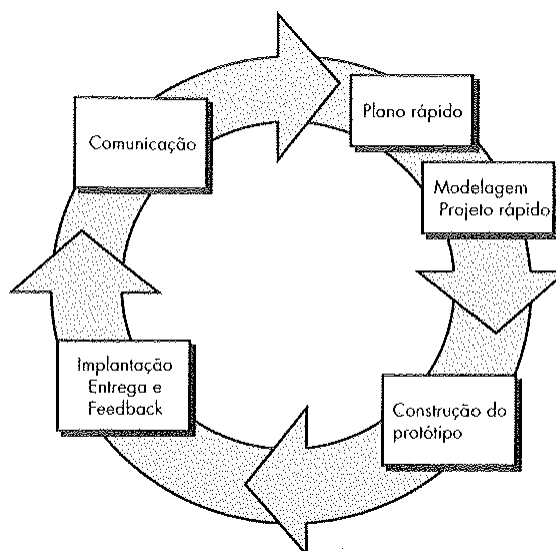 Comunicação
Plano rápido
Modelagem
Projeto rápido
Construção do
protótipo
Implantação
Entrega e
Feedback